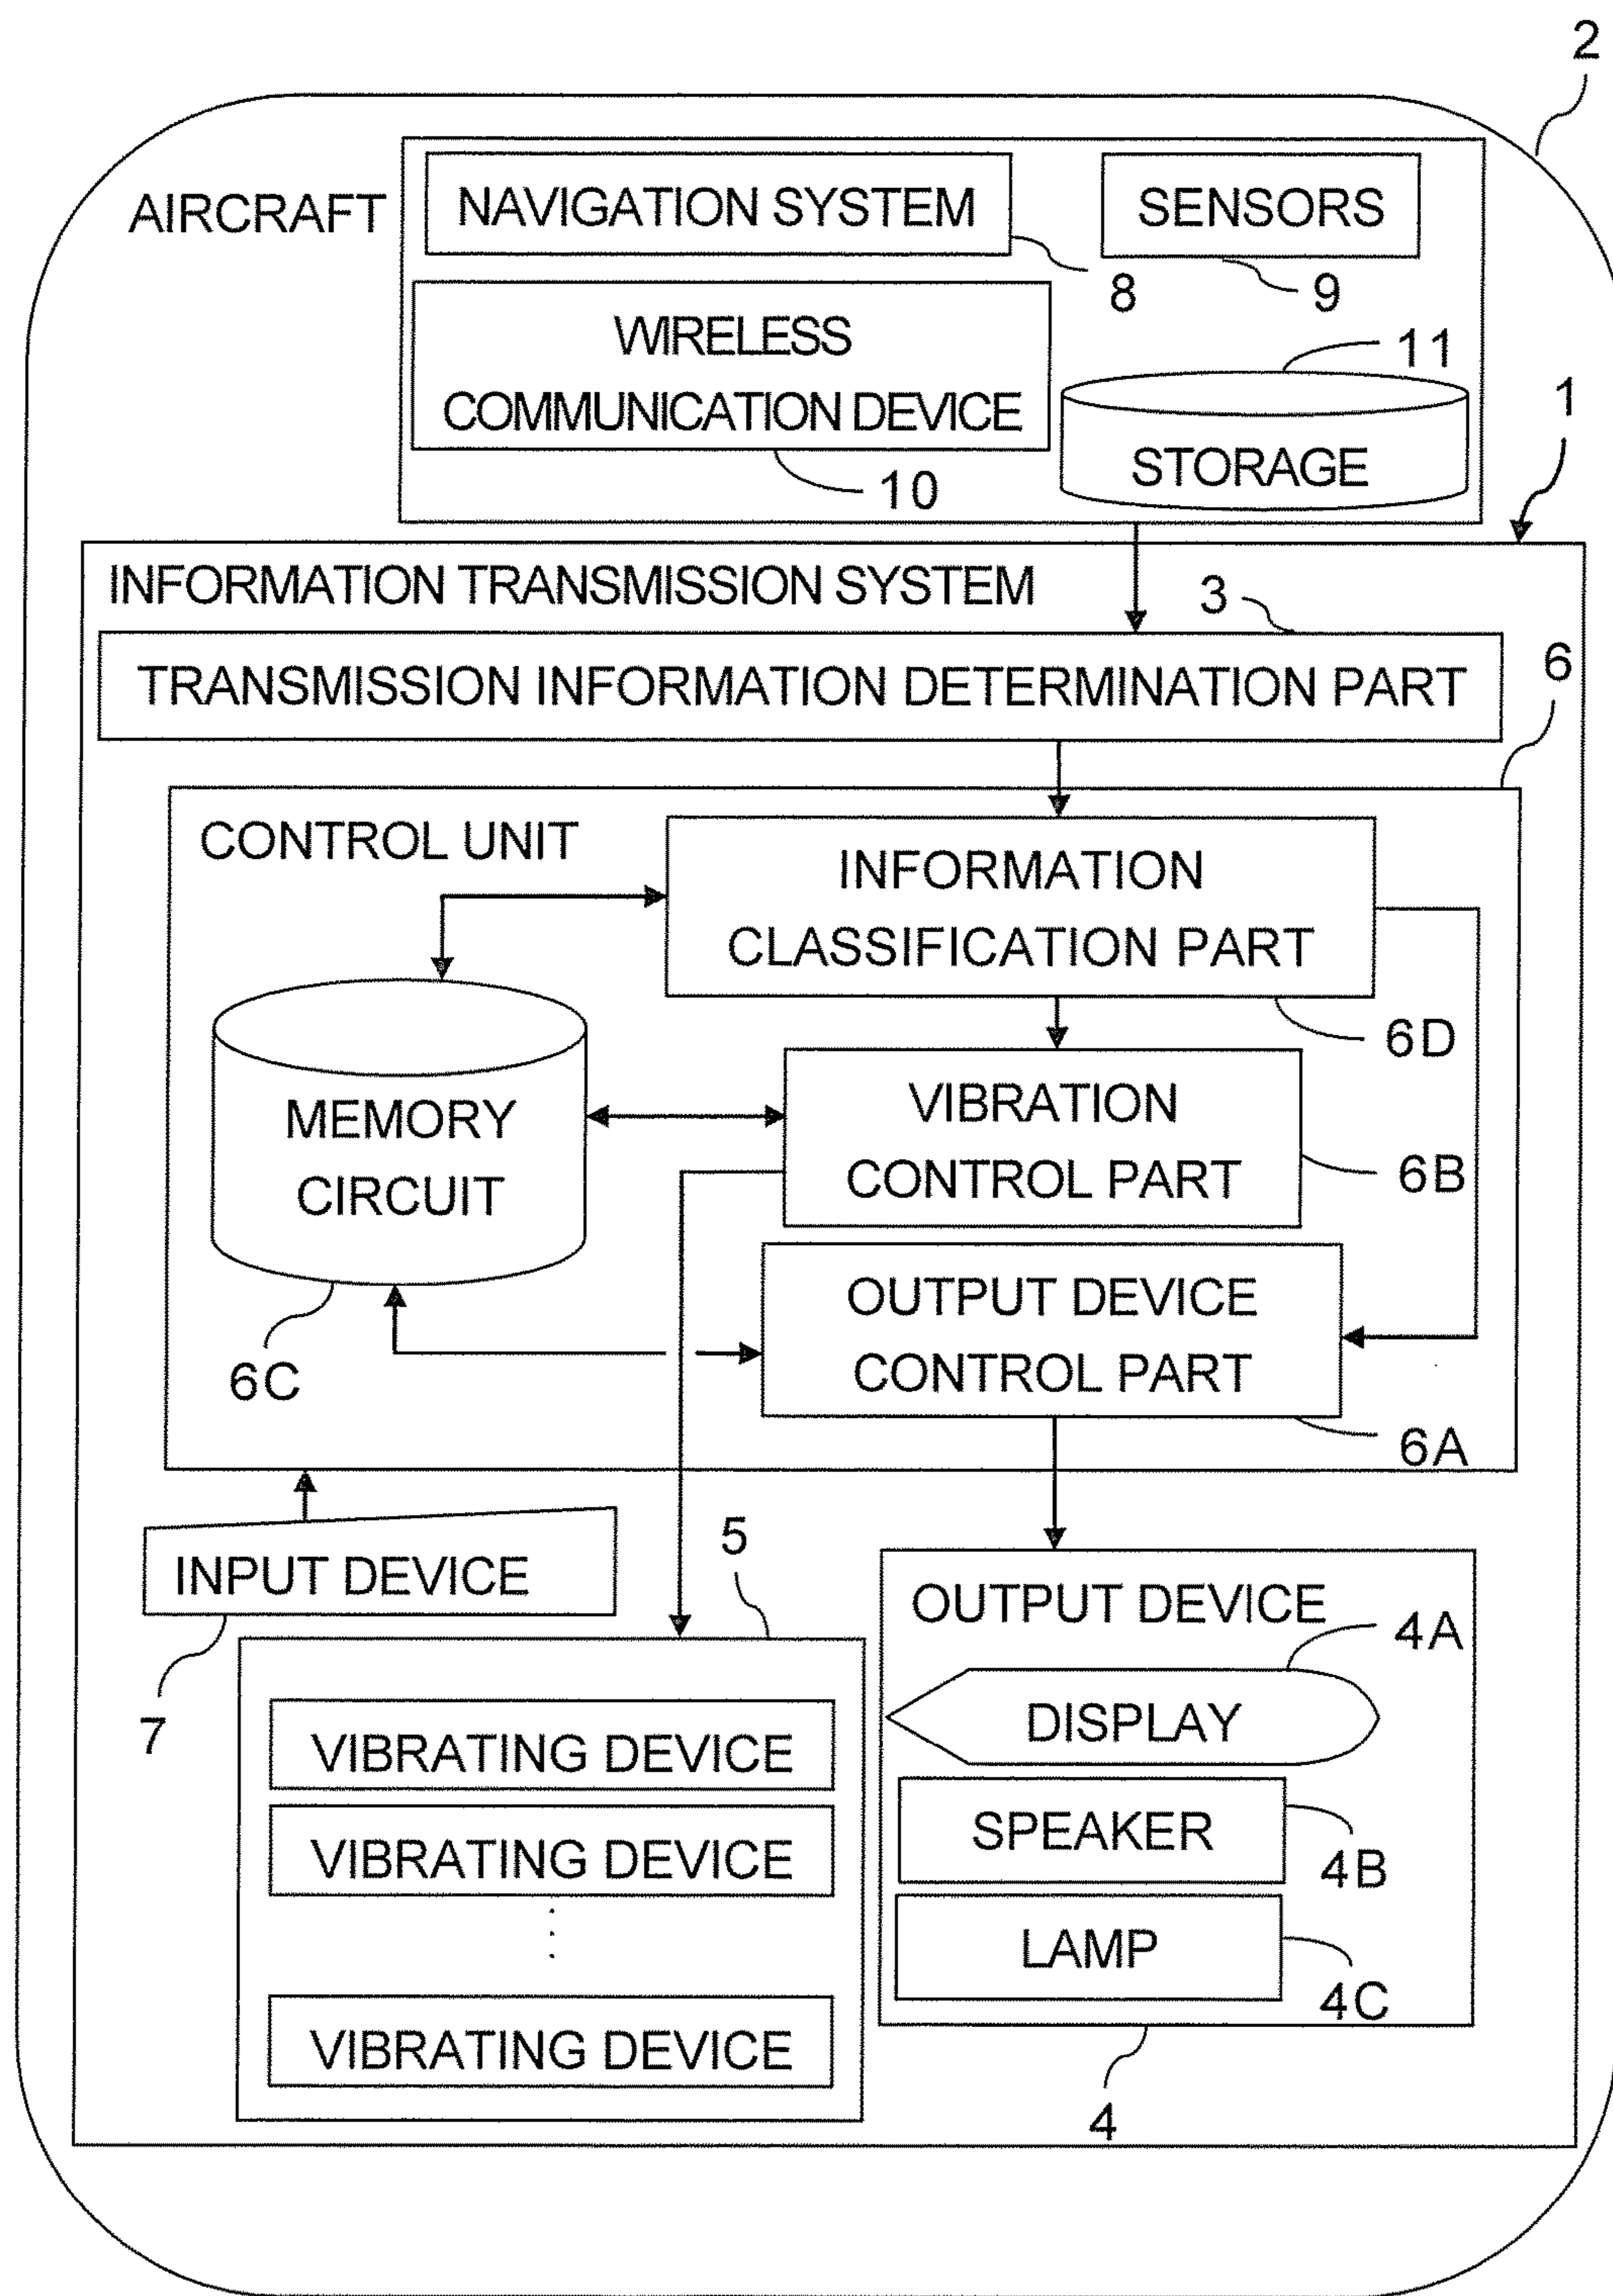 2
AIRCRAFT
NAVIGATION SYSTEM
SENSORS
8
9
WIRELESS
COMMUNICATION DEVICE
10
11
STORAGE
1
INFORMATION TRANSMISSION SYSTEM
3
TRANSMISSION INFORMATION DETERMINATION PART
6
CONTROL UNIT
INFORMATION
CLASSIFICATION PART
6D
MEMORY
CIRCUIT
6C
VIBRATION
CONTROL PART
6B
OUTPUT DEVICE
CONTROL PART
6A
INPUT DEVICE
7
5
VIBRATING DEVICE
VIBRATING DEVICE
VIBRATING DEVICE
OUTPUT DEVICE
4A
DISPLAY
SPEAKER
4B
LAMP
4C
4